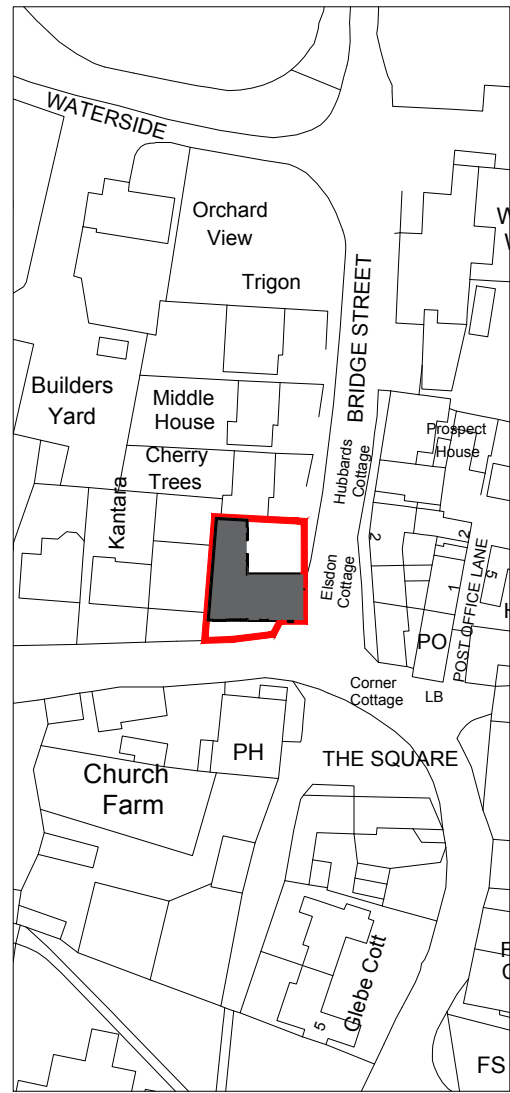 WATERSIDE
Orchard
View
Trigon
BRIDGE STREET
Builders
Yard
Middle
House
Cherry
Trees
Kantara
Hubbards
Cottage
Prospect
House
Elsdon
Cottage
2
2
1
5
POST OFFICE LANE
PO
Corner
Cottage
LB
PH
THE SQUARE
Church
Farm
Glebe Cott
5
FS